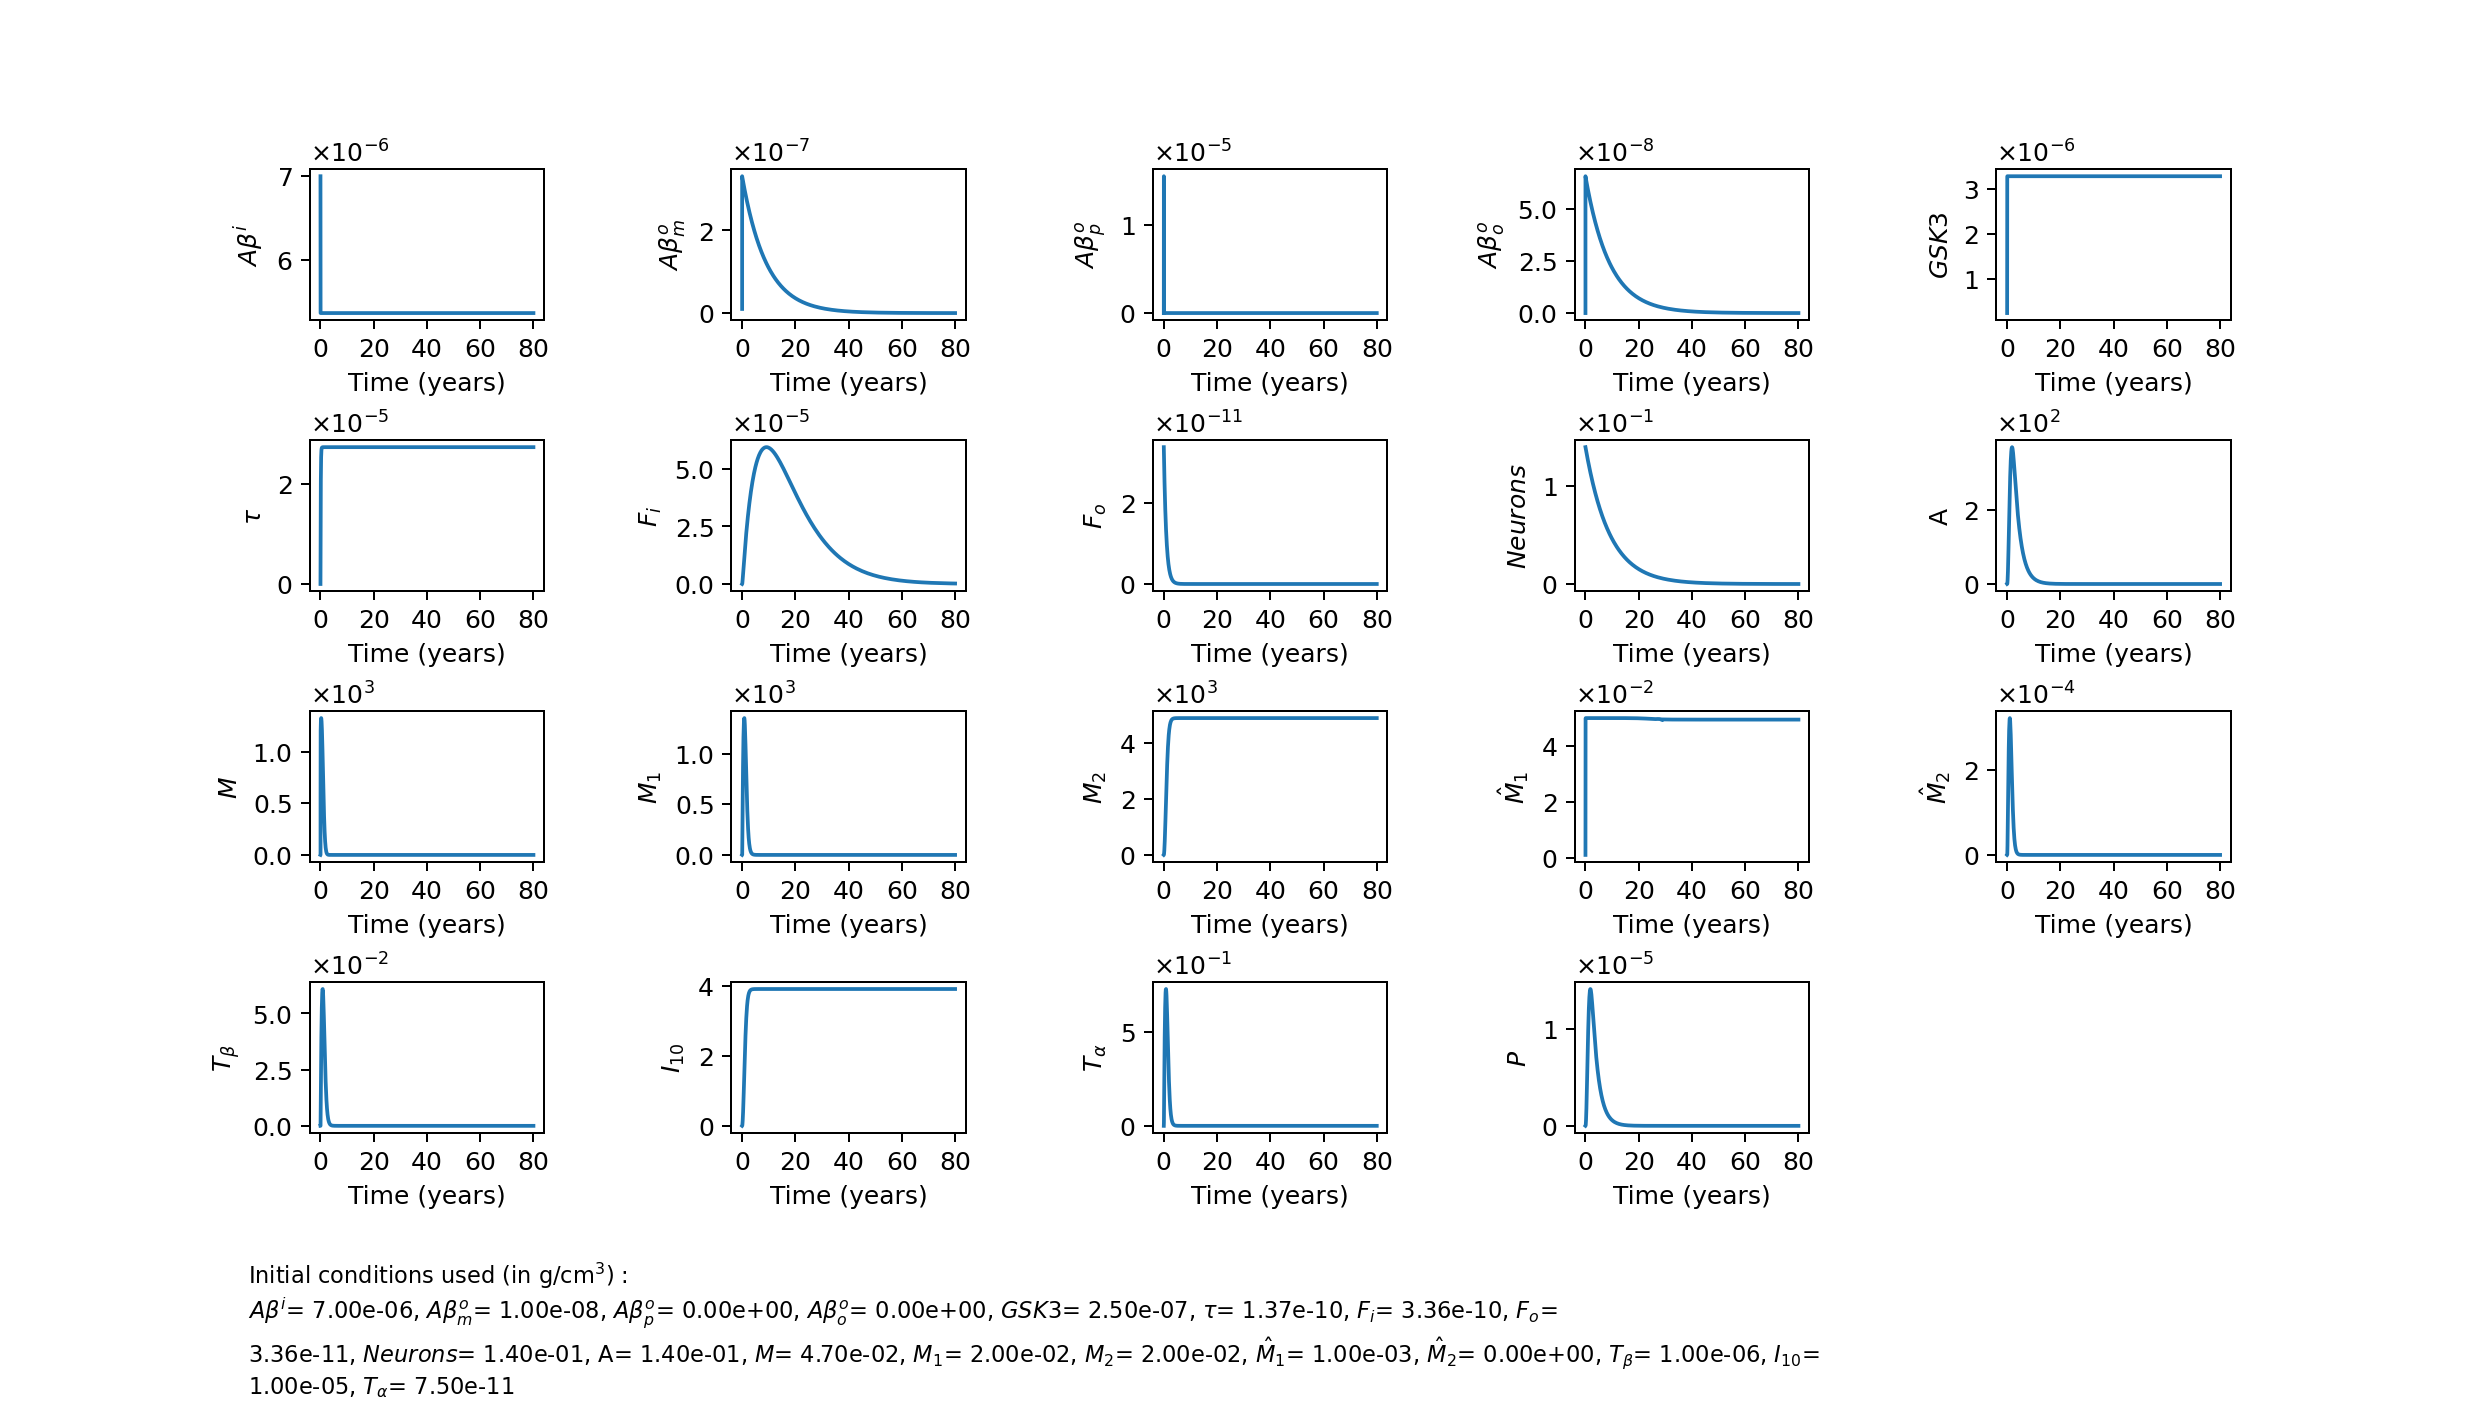 ×10⁻⁶ ×10⁻⁷ ×10⁻⁵ ×10⁻⁸ ×10⁻⁶
Aβⁱ 7 6
Aβₘᵒ 2 0
Aβₚᵒ 1 0
Aβₒᵒ 5.0 2.5 0.0
GSK3 3 2 1
0 20 40 60 80 0 20 40 60 80 0 20 40 60 80 0 20 40 60 80 0 20 40 60 80
Time (years) Time (years) Time (years) Time (years) Time (years)
×10⁻⁵ ×10⁻⁵ ×10⁻¹¹ ×10⁻¹ ×10²
τ 2 0
Fᵢ 5.0 2.5 0.0
Fₒ 2 0
Neurons 1 0
A 2 0
0 20 40 60 80 0 20 40 60 80 0 20 40 60 80 0 20 40 60 80 0 20 40 60 80
Time (years) Time (years) Time (years) Time (years) Time (years)
×10³ ×10³ ×10³ ×10⁻² ×10⁻⁴
M 1.0 0.5 0.0
M₁ 1.0 0.5 0.0
M₂ 4 2 0
M̂₁ 4 2 0
M̂₂ 2 0
0 20 40 60 80 0 20 40 60 80 0 20 40 60 80 0 20 40 60 80 0 20 40 60 80
Time (years) Time (years) Time (years) Time (years) Time (years)
×10⁻² ×10⁻¹ ×10⁻⁵
Tᵦ 5.0 2.5 0.0
I₁₀ 4 2 0
T_α 5 0
P 1 0
0 20 40 60 80 0 20 40 60 80 0 20 40 60 80 0 20 40 60 80
Time (years) Time (years) Time (years) Time (years)
Initial conditions used (in g/cm³) :
Aβⁱ= 7.00e-06, Aβₘᵒ= 1.00e-08, Aβₚᵒ= 0.00e+00, Aβₒᵒ= 0.00e+00, GSK3= 2.50e-07, τ= 1.37e-10, Fᵢ= 3.36e-10, Fₒ=
3.36e-11, Neurons= 1.40e-01, A= 1.40e-01, M= 4.70e-02, M₁= 2.00e-02, M₂= 2.00e-02, M̂₁= 1.00e-03, M̂₂= 0.00e+00, Tᵦ= 1.00e-06, I₁₀=
1.00e-05, T_α= 7.50e-11